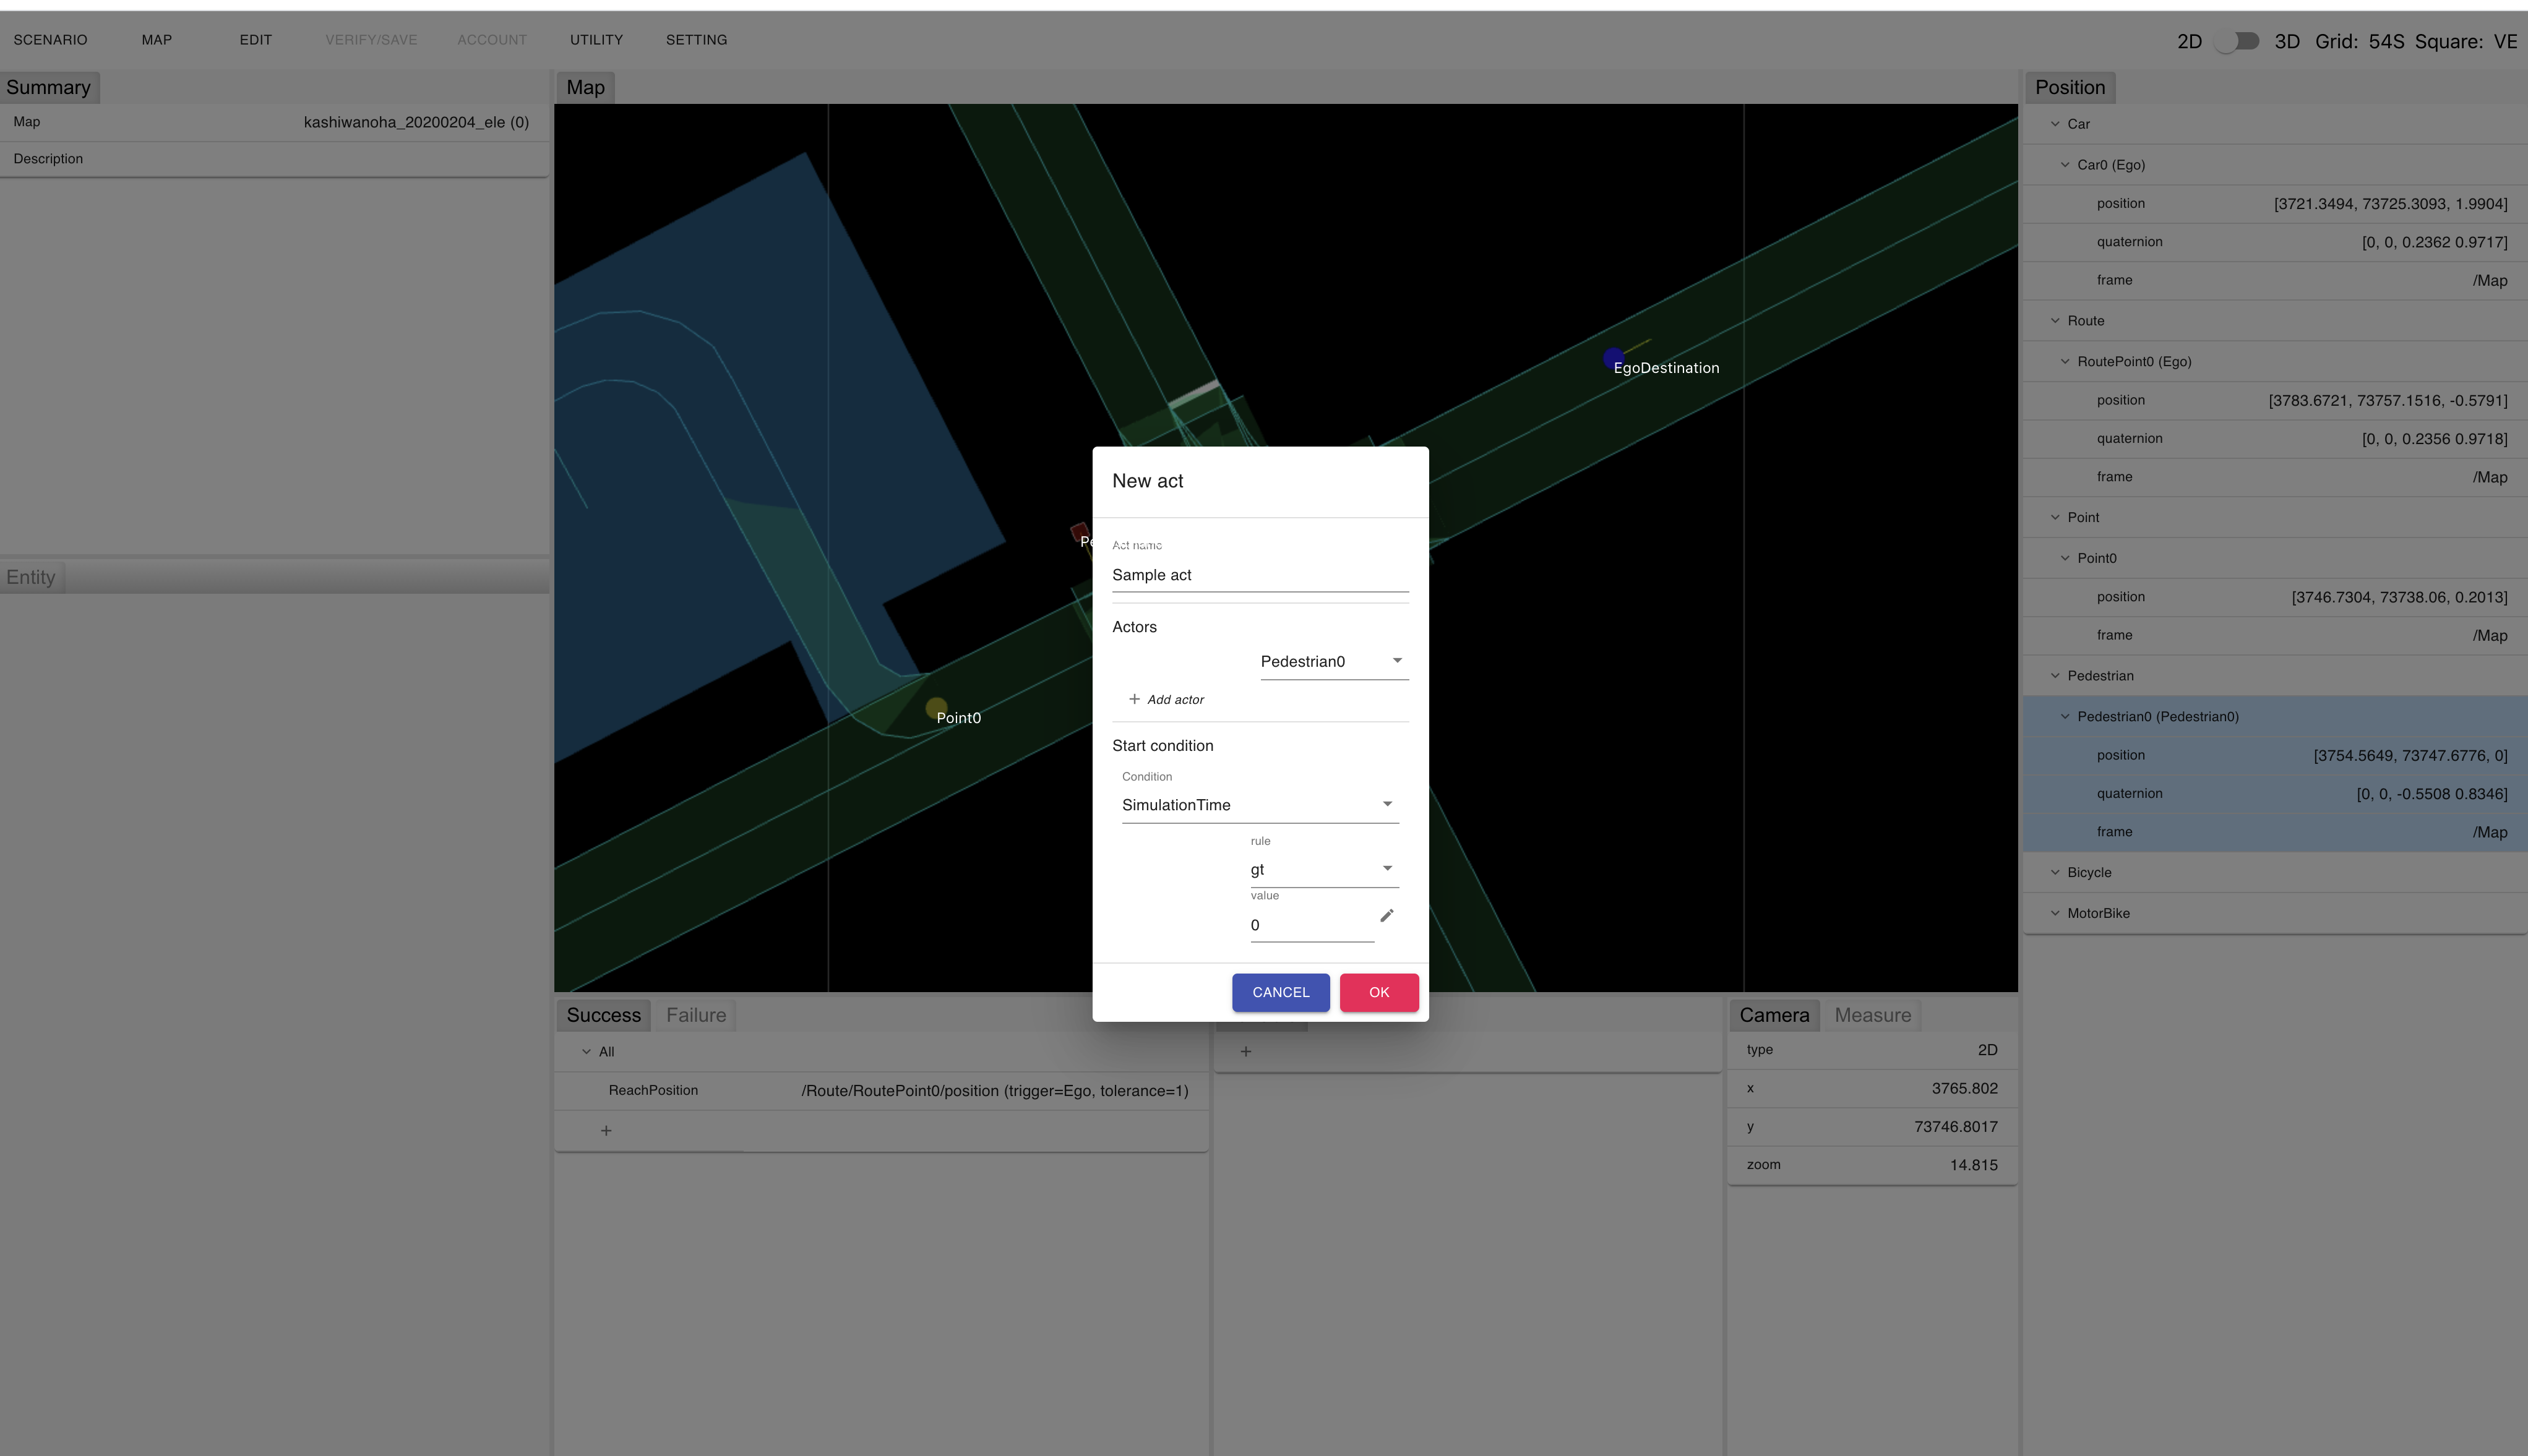 SCENARIO MAP EDIT VERIFY/SAVE ACCOUNT UTILITY SETTING 2D 3D Grid: 54S Square: VE
Summary
Map kashiwanoha_20200204_ele (0)
Description
Entity
Map
EgoDestination
Pe
Point0
New act
Act name
Sample act
Actors
Pedestrian0
+ Add actor
Start condition
Condition
SimulationTime
rule
gt
value
0
CANCEL OK
Success Failure
All
ReachPosition /Route/RoutePoint0/position (trigger=Ego, tolerance=1)
+
+
Camera Measure
type 2D
x 3765.802
y 73746.8017
zoom 14.815
Position
Car
Car0 (Ego)
position [3721.3494, 73725.3093, 1.9904]
quaternion [0, 0, 0.2362 0.9717]
frame /Map
Route
RoutePoint0 (Ego)
position [3783.6721, 73757.1516, -0.5791]
quaternion [0, 0, 0.2356 0.9718]
frame /Map
Point
Point0
position [3746.7304, 73738.06, 0.2013]
frame /Map
Pedestrian
Pedestrian0 (Pedestrian0)
position [3754.5649, 73747.6776, 0]
quaternion [0, 0, -0.5508 0.8346]
frame /Map
Bicycle
MotorBike